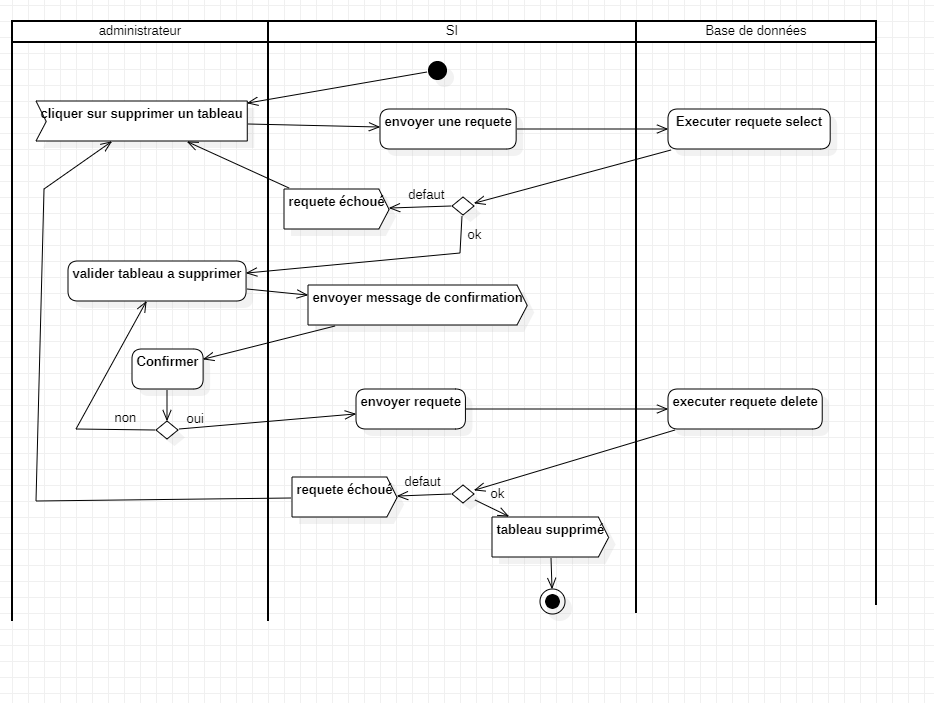 administrateur
SI
Base de données
cliquer sur supprimer un tableau
envoyer une requete
Executer requete select
requete échoué
defaut
ok
valider tableau a supprimer
envoyer message de confirmation
Confirmer
non
oui
envoyer requete
executer requete delete
requete échoué
defaut
ok
tableau supprimé